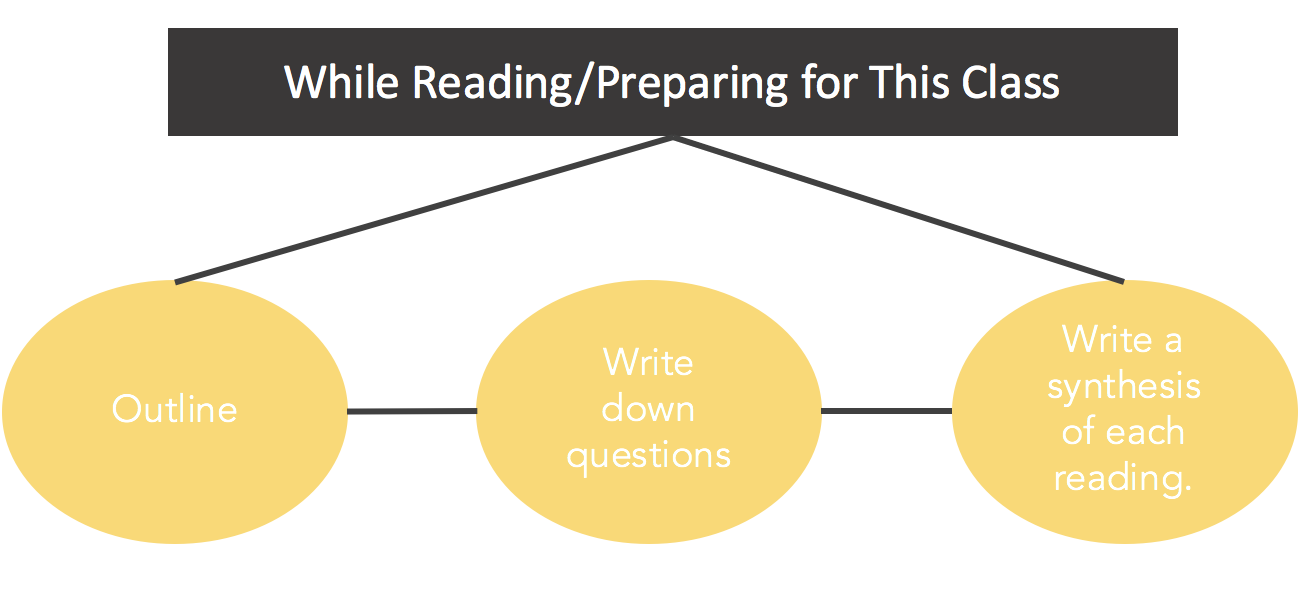 While Reading/Preparing for This Class
Outline
Write
down
questions
Write a
synthesis
of each
reading.